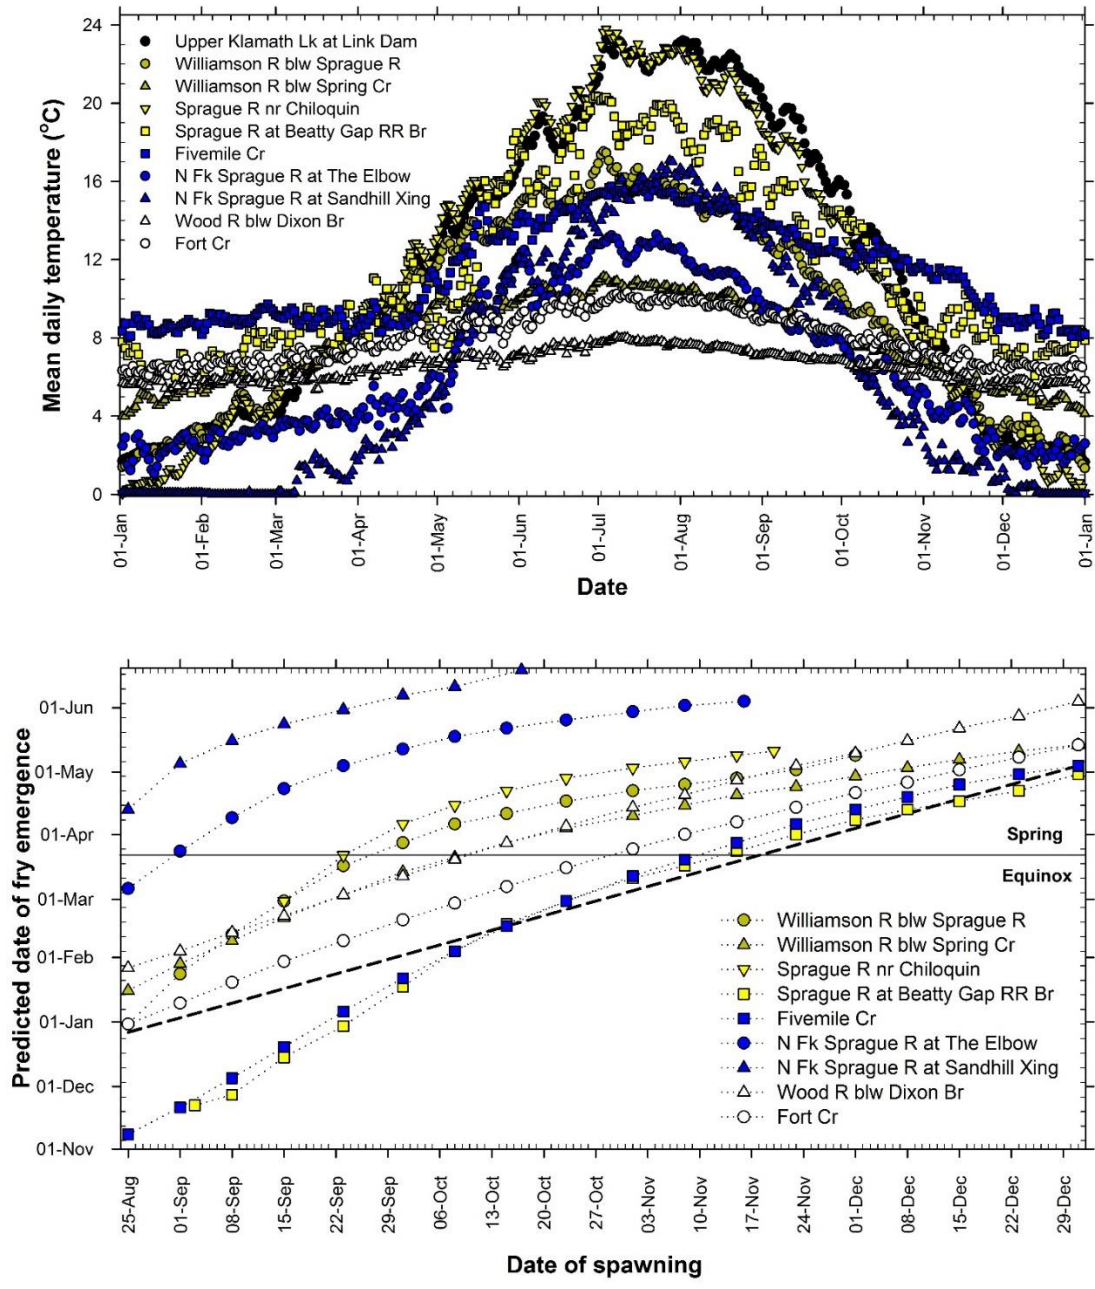 24
20
16
12
8
4
0
Mean daily temperature (°C)
Upper Klamath Lk at Link Dam
Williamson R blw Sprague R
Williamson R blw Spring Cr
Sprague R nr Chiloquin
Sprague R at Beatty Gap RR Br
Fivemile Cr
N Fk Sprague R at The Elbow
N Fk Sprague R at Sandhill Xing
Wood R blw Dixon Br
Fort Cr
01-Jan
01-Feb
01-Mar
01-Apr
01-May
01-Jun
01-Jul
01-Aug
01-Sep
01-Oct
01-Nov
01-Dec
01-Jan
Date
01-Jun
01-May
01-Apr
01-Mar
01-Feb
01-Jan
01-Dec
01-Nov
Predicted date of fry emergence
Spring
Equinox
Williamson R blw Sprague R
Williamson R blw Spring Cr
Sprague R nr Chiloquin
Sprague R at Beatty Gap RR Br
Fivemile Cr
N Fk Sprague R at The Elbow
N Fk Sprague R at Sandhill Xing
Wood R blw Dixon Br
Fort Cr
25-Aug
01-Sep
08-Sep
15-Sep
22-Sep
29-Sep
06-Oct
13-Oct
20-Oct
27-Oct
03-Nov
10-Nov
17-Nov
24-Nov
01-Dec
08-Dec
15-Dec
22-Dec
29-Dec
Date of spawning